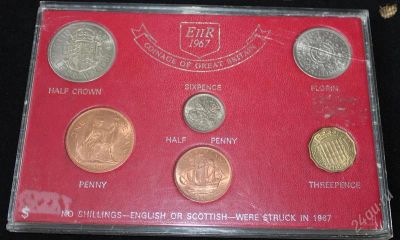 EIIR
1967
COINAGE OF GREAT BRITAIN
HALF CROWN
SIXPENCE
FLORIN
HALF PENNY
PENNY
THREEPENCE
NO SHILLINGS—ENGLISH OR SCOTTISH—WERE STRUCK IN 1967